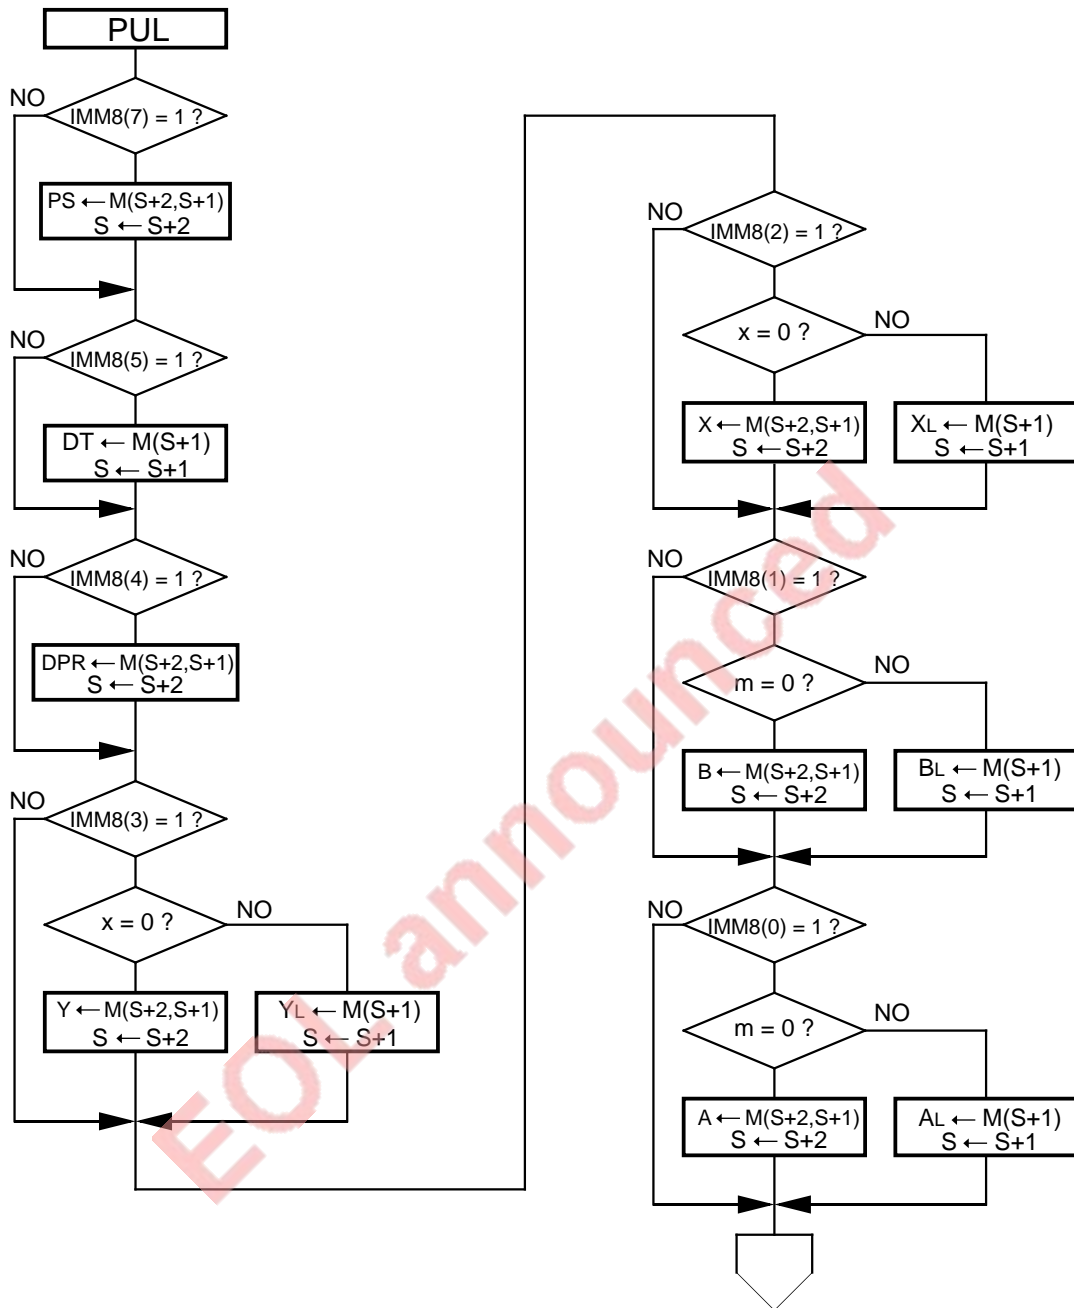 PUL
NO
IMM8(7) = 1 ?
PS ← M(S+2,S+1)
S ← S+2
NO
IMM8(5) = 1 ?
DT ← M(S+1)
S ← S+1
NO
IMM8(4) = 1 ?
DPR ← M(S+2,S+1)
S ← S+2
NO
IMM8(3) = 1 ?
x = 0 ?
NO
Y ← M(S+2,S+1)
S ← S+2
YL ← M(S+1)
S ← S+1
NO
IMM8(2) = 1 ?
x = 0 ?
NO
X ← M(S+2,S+1)
S ← S+2
XL ← M(S+1)
S ← S+1
NO
IMM8(1) = 1 ?
m = 0 ?
NO
B ← M(S+2,S+1)
S ← S+2
BL ← M(S+1)
S ← S+1
NO
IMM8(0) = 1 ?
m = 0 ?
NO
A ← M(S+2,S+1)
S ← S+2
AL ← M(S+1)
S ← S+1
EOL announced